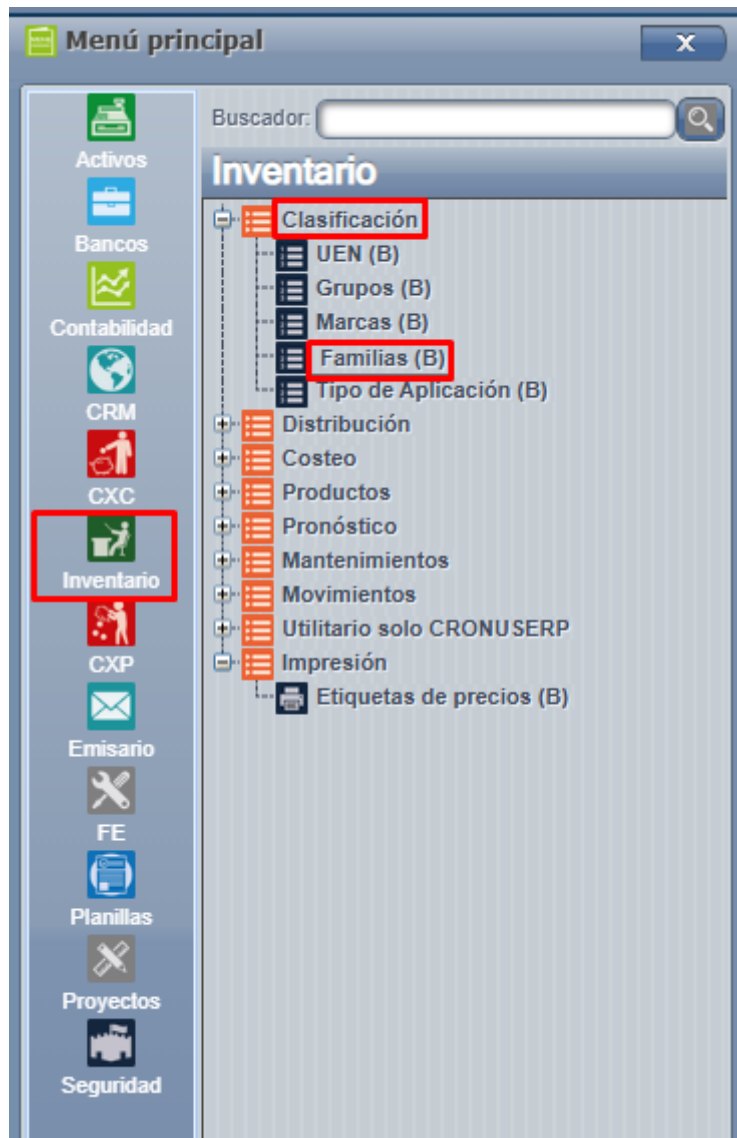 Menú principal
x
Activos
Bancos
Contabilidad
CRM
CXC
Inventario
CXP
Emisario
FE
Planillas
Proyectos
Seguridad
Buscador:
Inventario
Clasificación
UEN (B)
Grupos (B)
Marcas (B)
Familias (B)
Tipo de Aplicación (B)
Distribución
Costeo
Productos
Pronóstico
Mantenimientos
Movimientos
Utilitario solo CRONUSERP
Impresión
Etiquetas de precios (B)